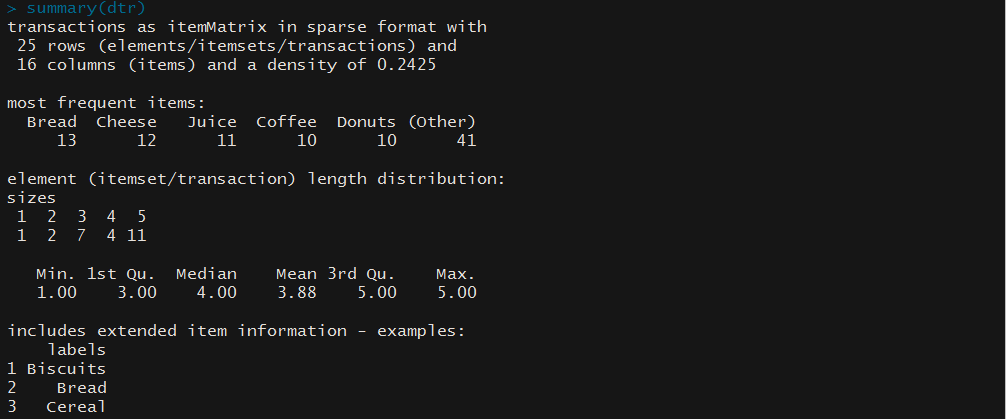 > summary(dtr)
transactions as itemMatrix in sparse format with
 25 rows (elements/itemsets/transactions) and
 16 columns (items) and a density of 0.2425

most frequent items:
  Bread  Cheese   Juice  Coffee  Donuts (Other)
     13      12      11      10      10      41

element (itemset/transaction) length distribution:
sizes
 1  2  3  4  5
 1  2  7  4 11

   Min. 1st Qu.  Median    Mean 3rd Qu.    Max.
   1.00    3.00    4.00    3.88    5.00    5.00

includes extended item information - examples:
    labels
1 Biscuits
2    Bread
3   Cereal